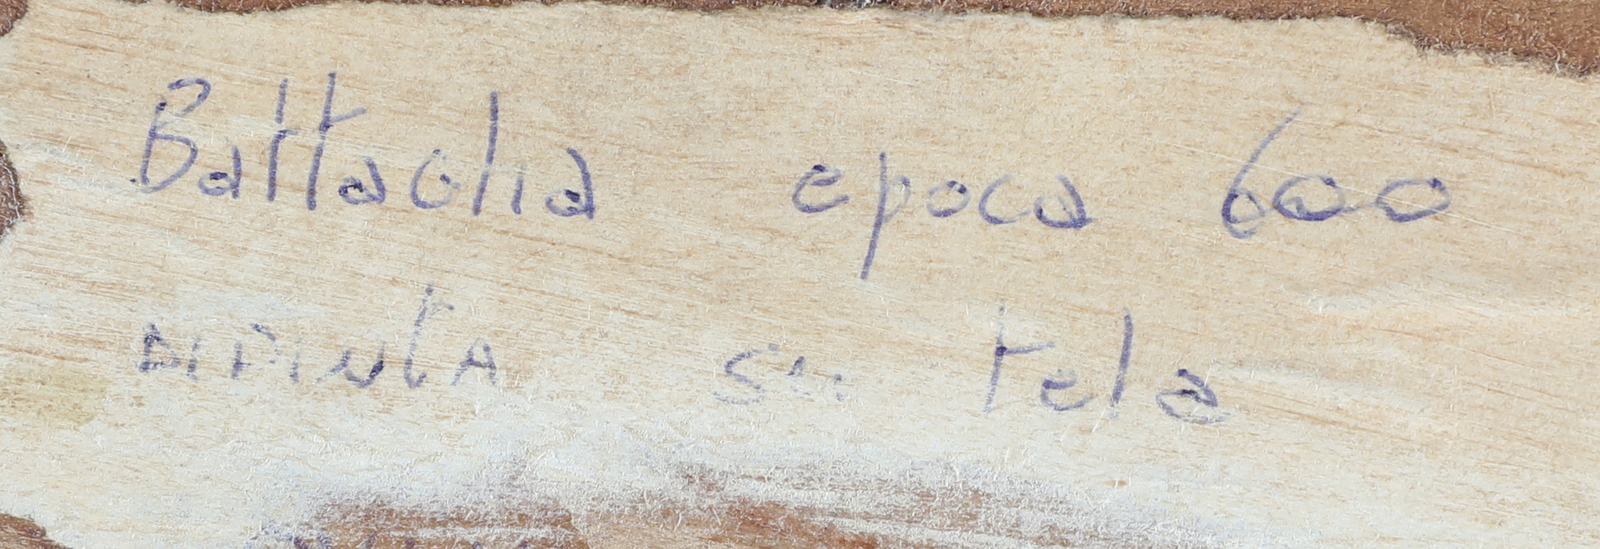 Battaglia epoca 600
DIPINTA su tela